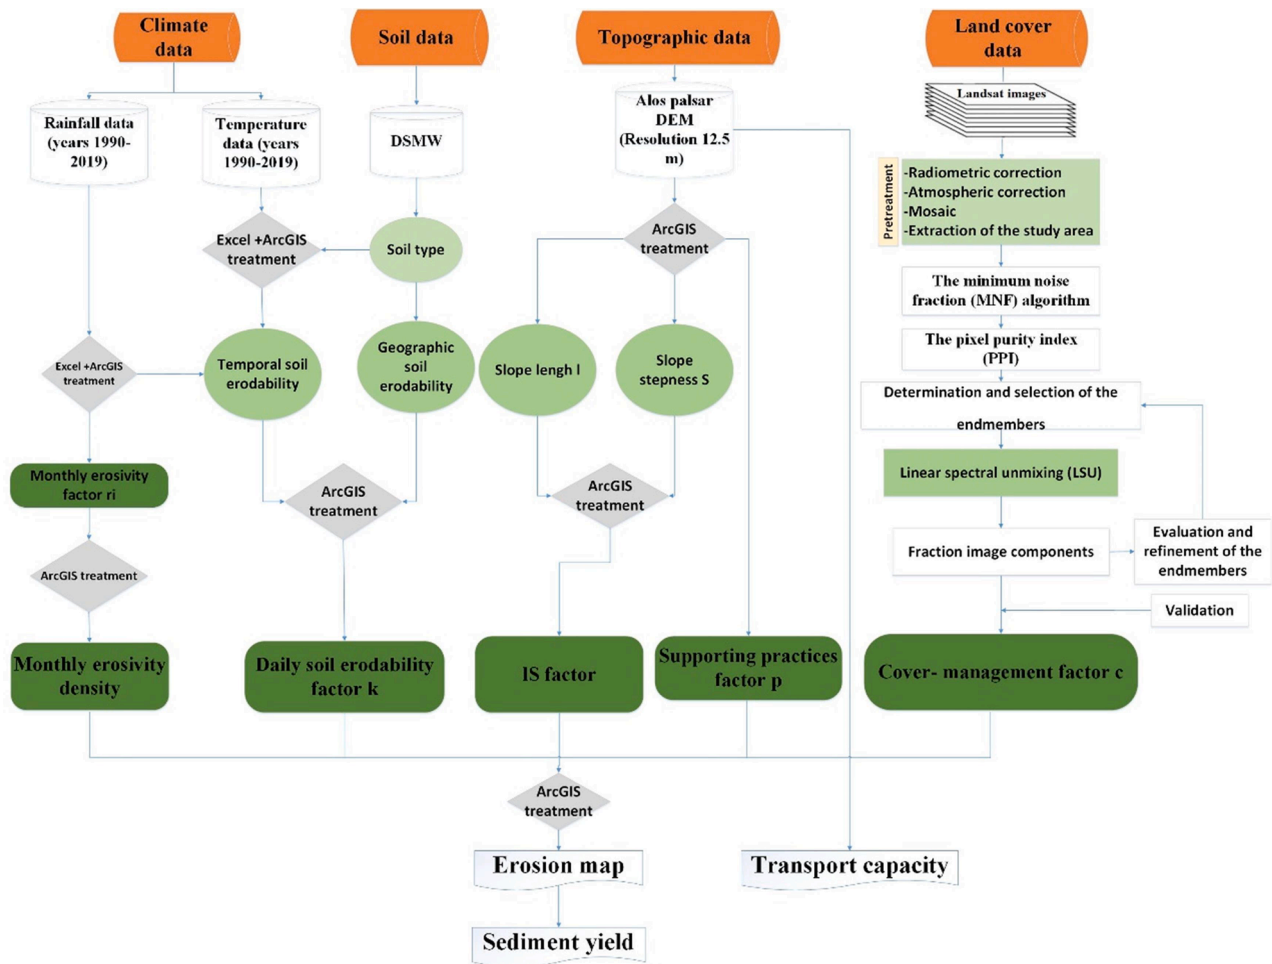 Climate
data
Soil data
Topographic data
Land cover
data
Rainfall data
(years 1990-
2019)
Temperature
data (years
1990-2019)
DSMW
Alos palsar
DEM
(Resolution 12.5
m)
Landsat images
Pretreatment
-Radiometric correction
-Atmospheric correction
-Mosaic
-Extraction of the study area
Excel +ArcGIS
treatment
Soil type
ArcGIS
treatment
The minimum noise
fraction (MNF) algorithm
The pixel purity index
(PPI)
Excel +ArcGIS
treatment
Temporal soil
erodability
Geographic
soil
erodability
Slope lengh l
Slope
stepness S
Determination and selection of the
endmembers
Monthly erosivity
factor ri
ArcGIS
treatment
ArcGIS
treatment
Linear spectral unmixing (LSU)
Fraction image components
Evaluation and
refinement of the
endmembers
ArcGIS treatment
Validation
Monthly erosivity
density
Daily soil erodability
factor k
lS factor
Supporting practices
factor p
Cover- management factor c
ArcGIS
treatment
Erosion map
Transport capacity
Sediment yield